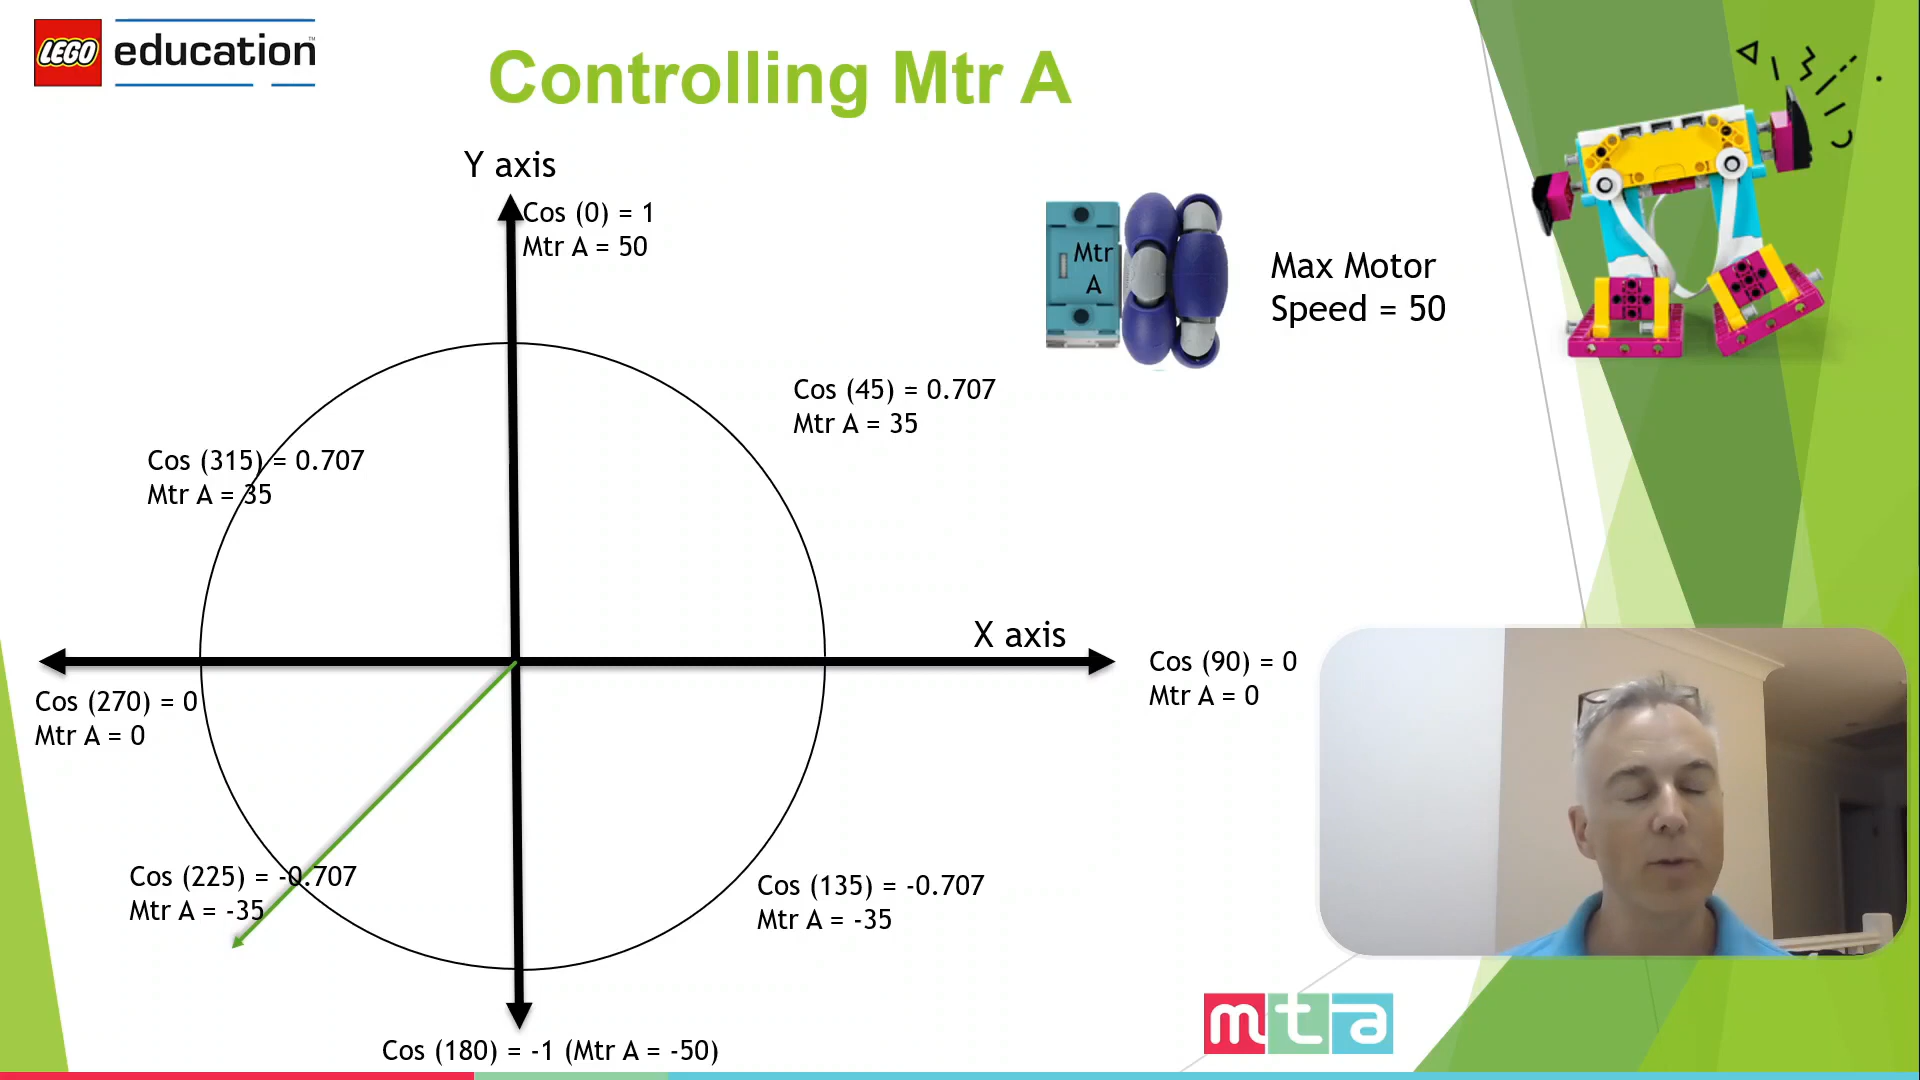 LEGO education™
Controlling Mtr A
Y axis
Cos (0) = 1
Mtr A = 50
Mtr
A
Max Motor
Speed = 50
Cos (45) = 0.707
Mtr A = 35
Cos (315) = 0.707
Mtr A = 35
X axis
Cos (90) = 0
Mtr A = 0
Cos (270) = 0
Mtr A = 0
Cos (225) = -0.707
Mtr A = -35
Cos (135) = -0.707
Mtr A = -35
Cos (180) = -1 (Mtr A = -50)
mta